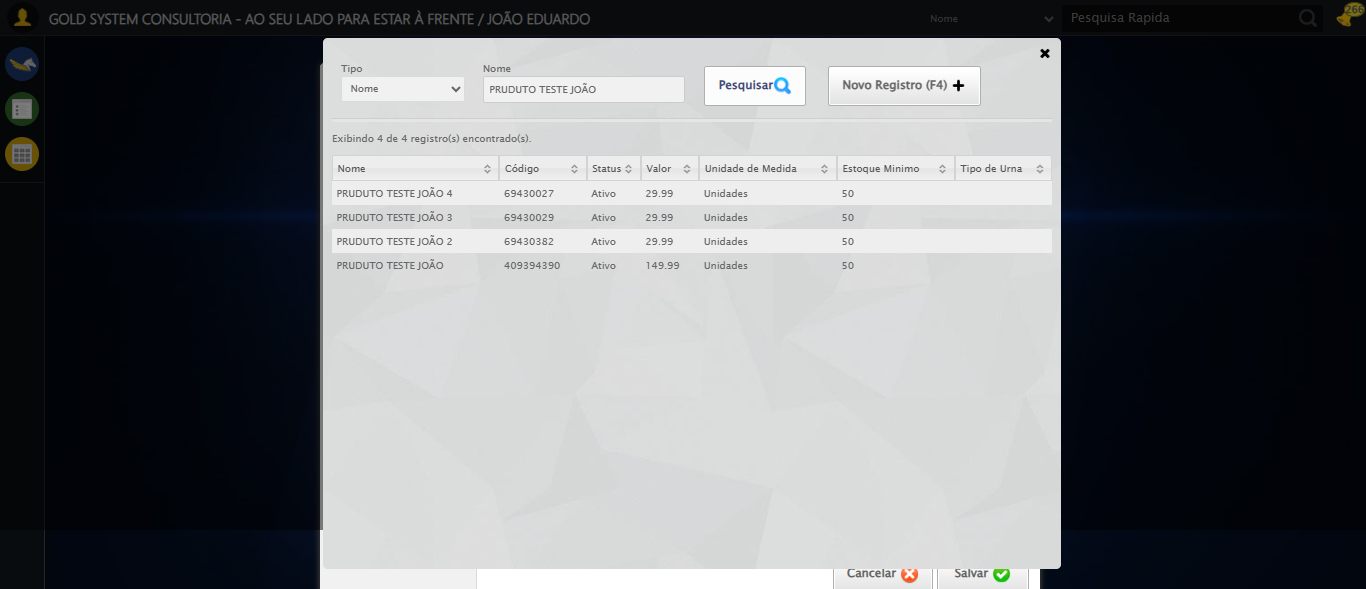 GOLD SYSTEM CONSULTORIA - AO SEU LADO PARA ESTAR À FRENTE / JOÃO EDUARDO
Nome
Pesquisa Rapida
266
Tipo
Nome
Nome
PRUDUTO TESTE JOÃO
Pesquisar
Novo Registro (F4)
Exibindo 4 de 4 registro(s) encontrado(s).
Nome Código Status Valor Unidade de Medida Estoque Minimo Tipo de Urna
PRUDUTO TESTE JOÃO 4 69430027 Ativo 29.99 Unidades 50
PRUDUTO TESTE JOÃO 3 69430029 Ativo 29.99 Unidades 50
PRUDUTO TESTE JOÃO 2 69430382 Ativo 29.99 Unidades 50
PRUDUTO TESTE JOÃO 409394390 Ativo 149.99 Unidades 50
Cancelar Salvar